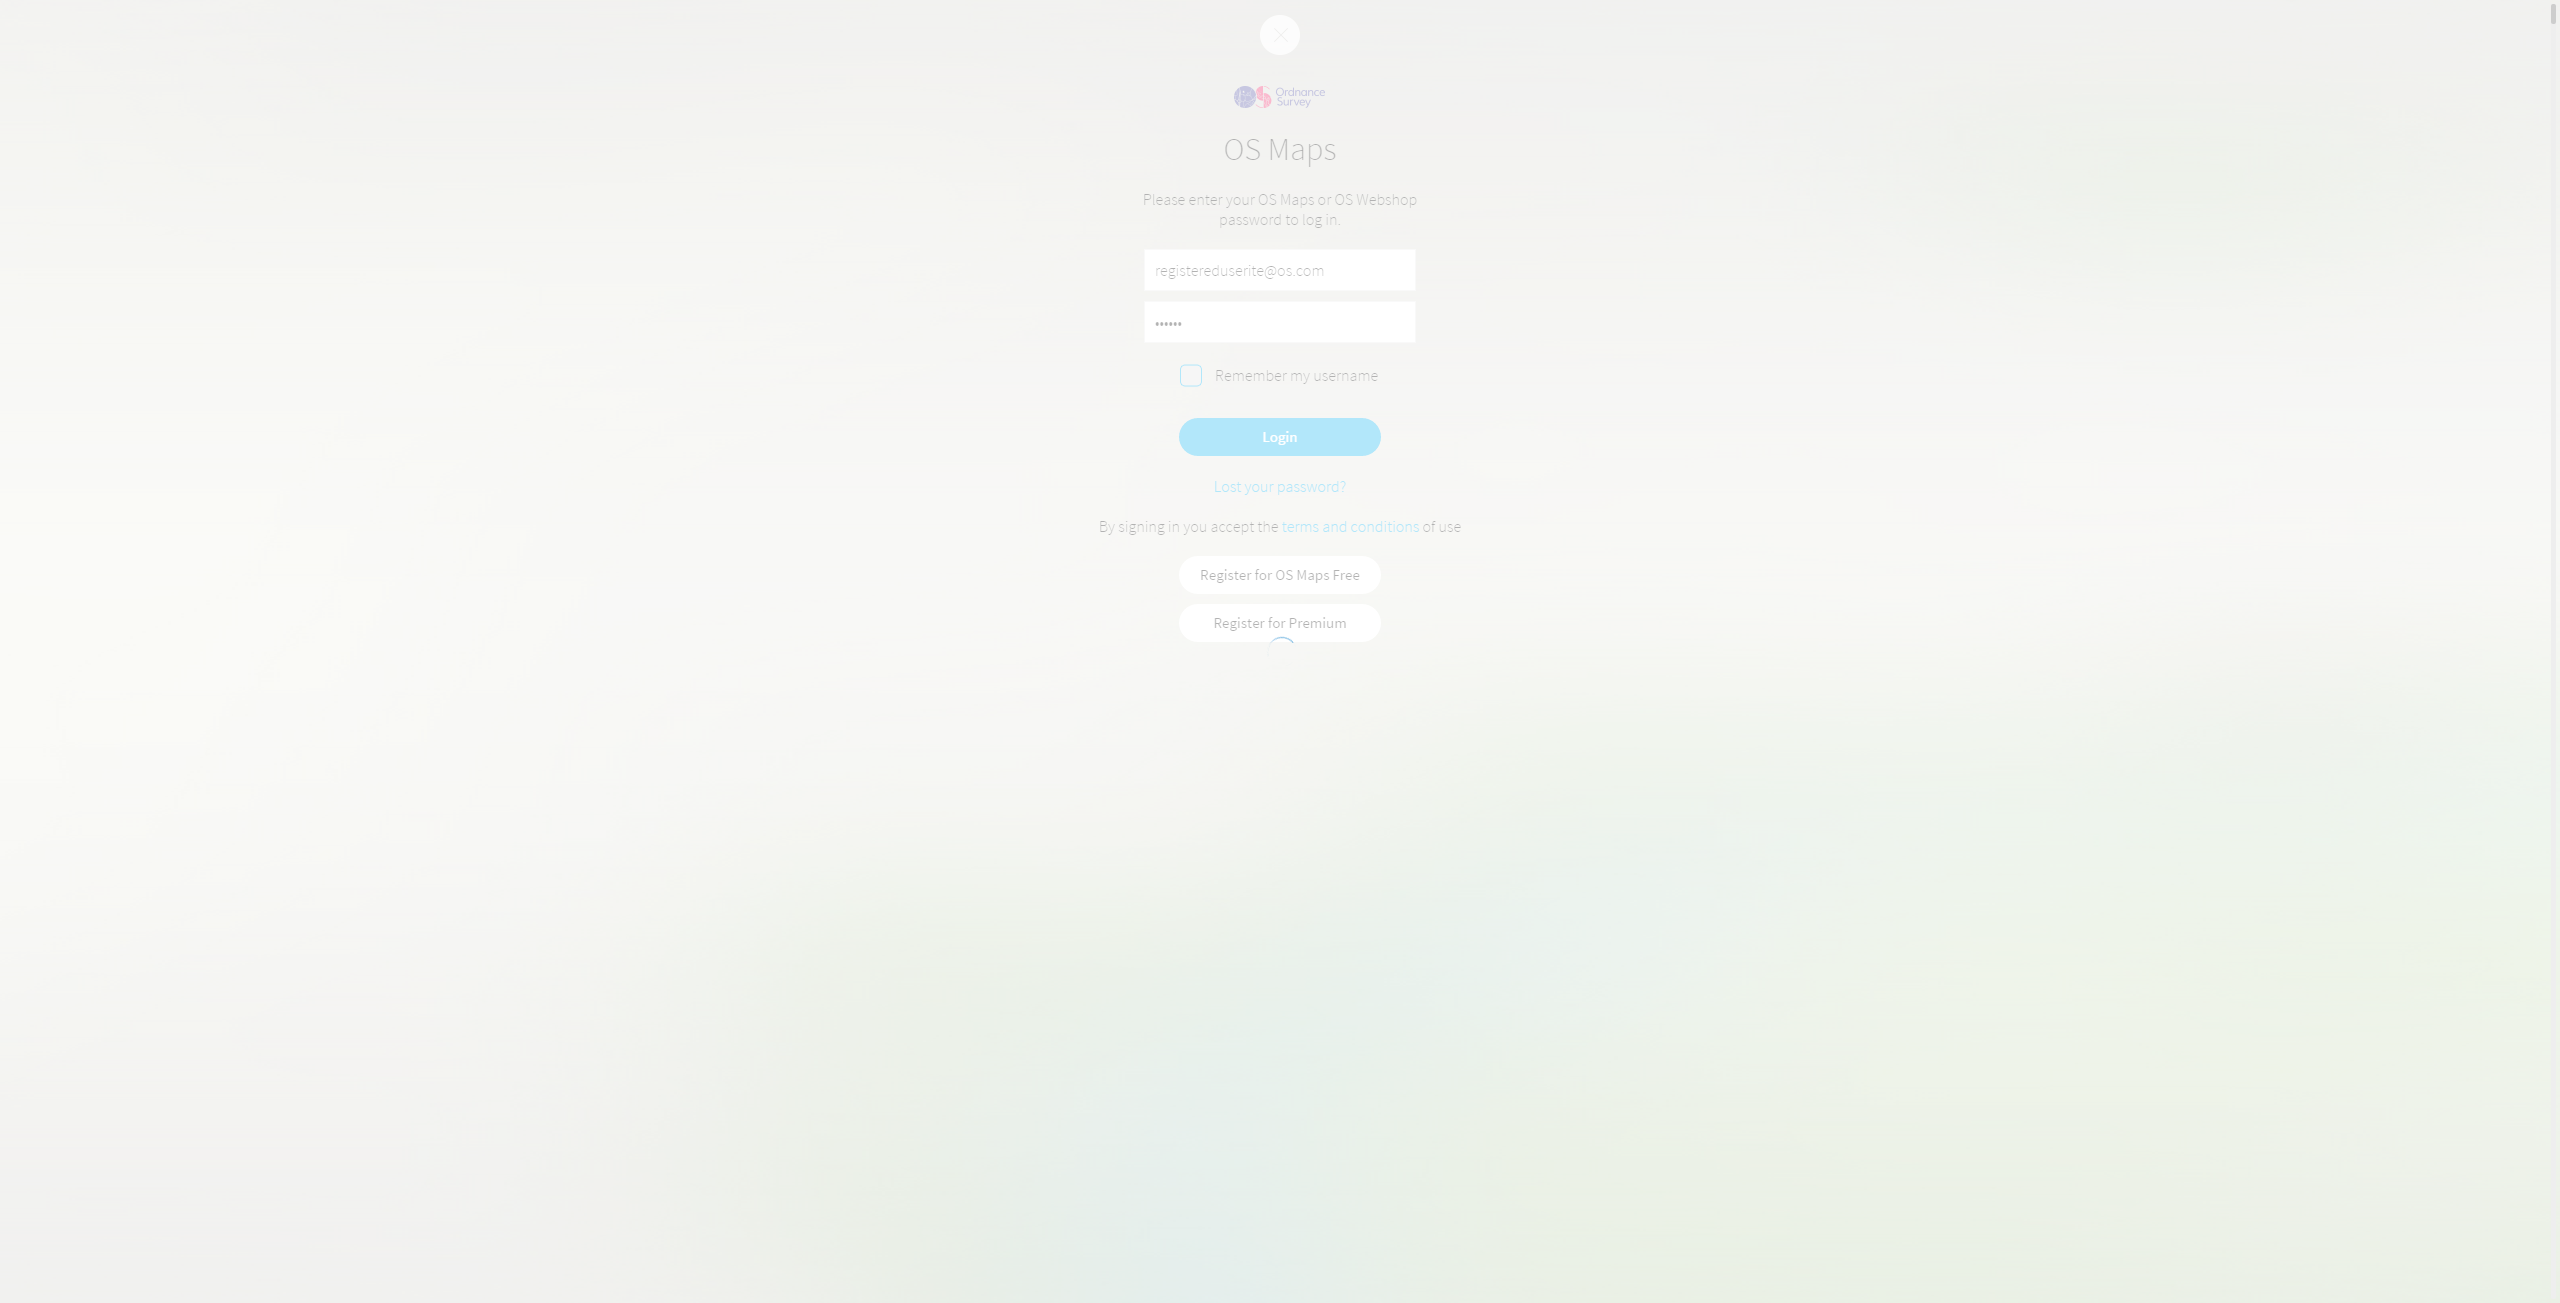 OS Ordnance
Survey
OS Maps
Please enter your OS Maps or OS Webshop
password to log in.
registereduserite@os.com
••••••
Remember my username
Login
Lost your password?
By signing in you accept the terms and conditions of use
Register for OS Maps Free
Register for Premium